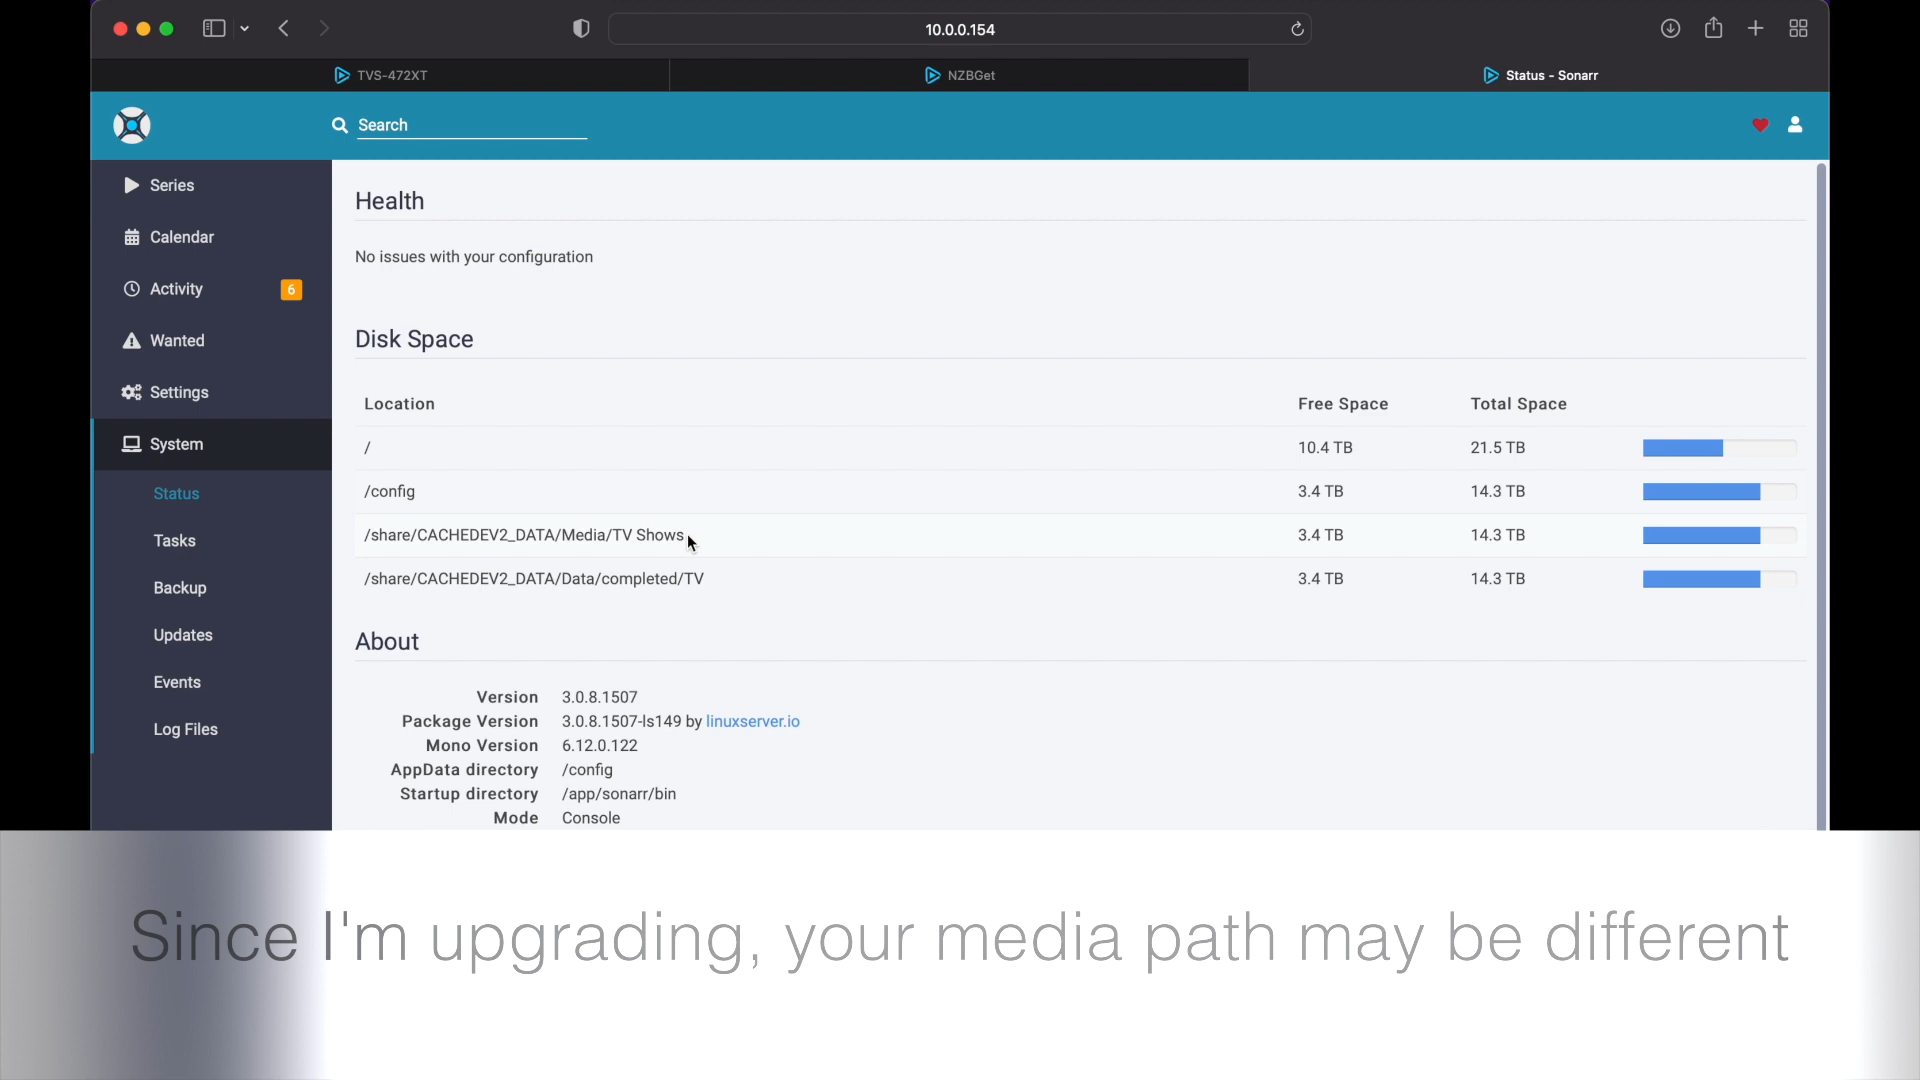 10.0.0.154
TVS-472XT
NZBGet
Status - Sonarr
Search
Series
Calendar
Activity 6
Wanted
Settings
System
Status
Tasks
Backup
Updates
Events
Log Files
Health
No issues with your configuration
Disk Space
Location Free Space Total Space
/ 10.4 TB 21.5 TB
/config 3.4 TB 14.3 TB
/share/CACHEDEV2_DATA/Media/TV Shows 3.4 TB 14.3 TB
/share/CACHEDEV2_DATA/Data/completed/TV 3.4 TB 14.3 TB
About
Version 3.0.8.1507
Package Version 3.0.8.1507-ls149 by linuxserver.io
Mono Version 6.12.0.122
AppData directory /config
Startup directory /app/sonarr/bin
Mode Console
Since I'm upgrading, your media path may be different